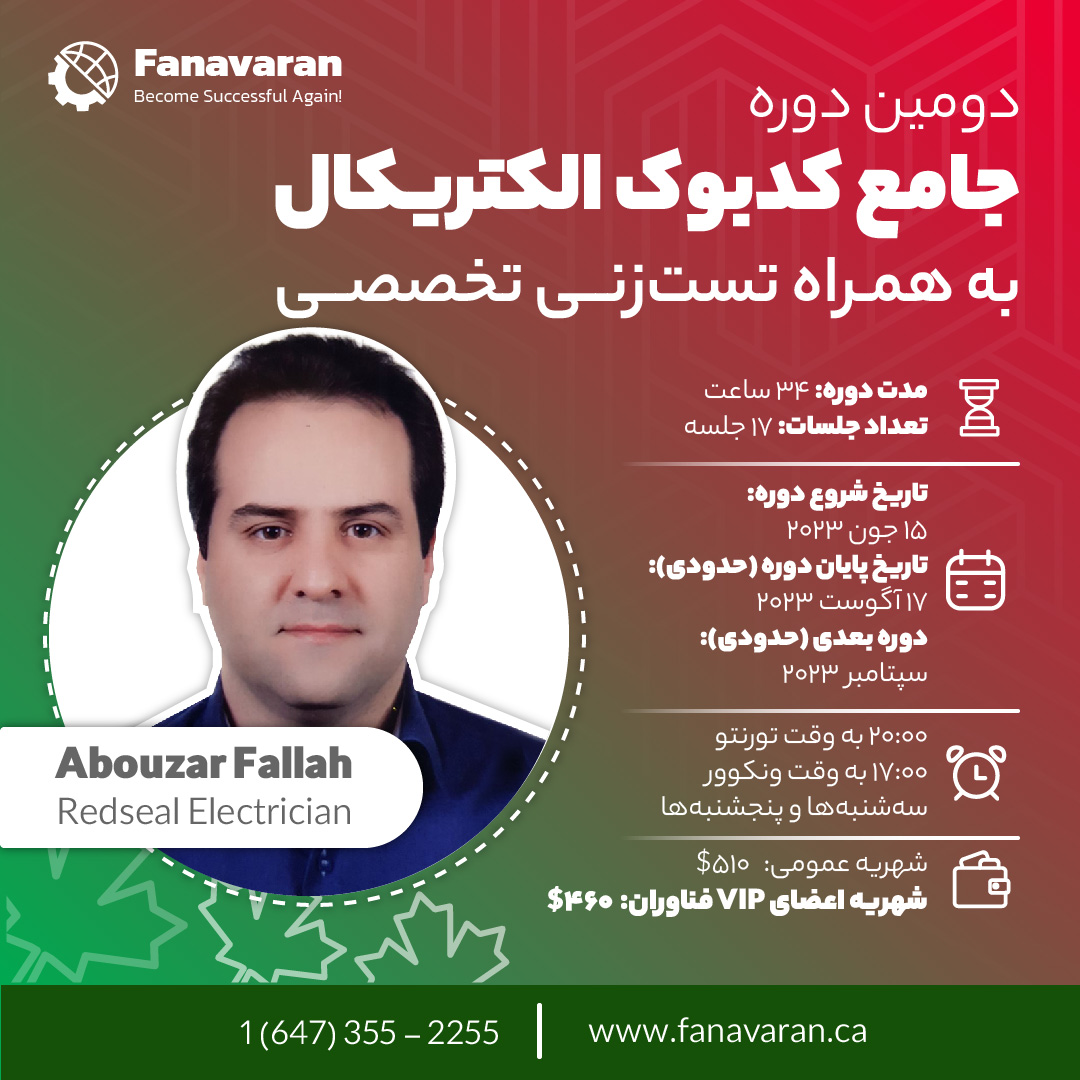 Fanavaran
Become Successful Again!
دومین دوره
جامع کدبوک الکتریکال
به همراه تست‌زنی تخصصی
مدت دوره: ۳۴ ساعت
تعداد جلسات: ۱۷ جلسه
تاریخ شروع دوره:
۱۵ جون ۲۰۲۳
تاریخ پایان دوره (حدودی):
۱۷ آگوست ۲۰۲۳
دوره بعدی (حدودی):
سپتامبر ۲۰۲۳
۲۰:۰۰ به وقت تورنتو
۱۷:۰۰ به وقت ونکوور
سه‌شنبه‌ها و پنجشنبه‌ها
شهریه عمومی: ۵۱۰$
شهریه اعضای VIP فناوران: ۴۶۰$
Abouzar Fallah
Redseal Electrician
1 (647) 355 – 2255
www.fanavaran.ca